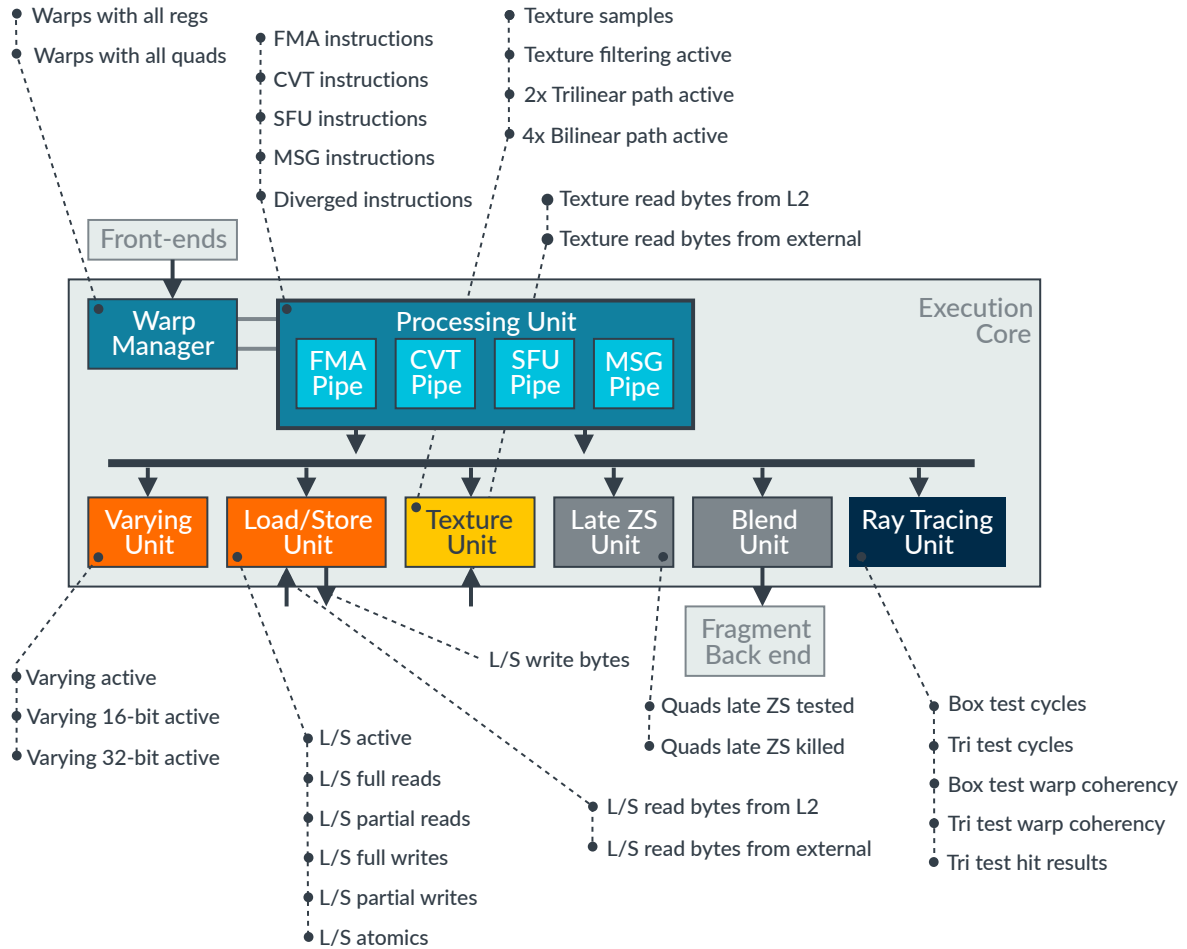 Warps with all regs
Warps with all quads
FMA instructions
CVT instructions
SFU instructions
MSG instructions
Diverged instructions
Texture samples
Texture filtering active
2x Trilinear path active
4x Bilinear path active
Texture read bytes from L2
Texture read bytes from external
Front-ends
Execution
Core
Warp
Manager
Processing Unit
FMA
Pipe
CVT
Pipe
SFU
Pipe
MSG
Pipe
Varying
Unit
Load/Store
Unit
Texture
Unit
Late ZS
Unit
Blend
Unit
Ray Tracing
Unit
Fragment
Back end
L/S write bytes
Varying active
Varying 16-bit active
Varying 32-bit active
L/S active
L/S full reads
L/S partial reads
L/S full writes
L/S partial writes
L/S atomics
L/S read bytes from L2
L/S read bytes from external
Quads late ZS tested
Quads late ZS killed
Box test cycles
Tri test cycles
Box test warp coherency
Tri test warp coherency
Tri test hit results